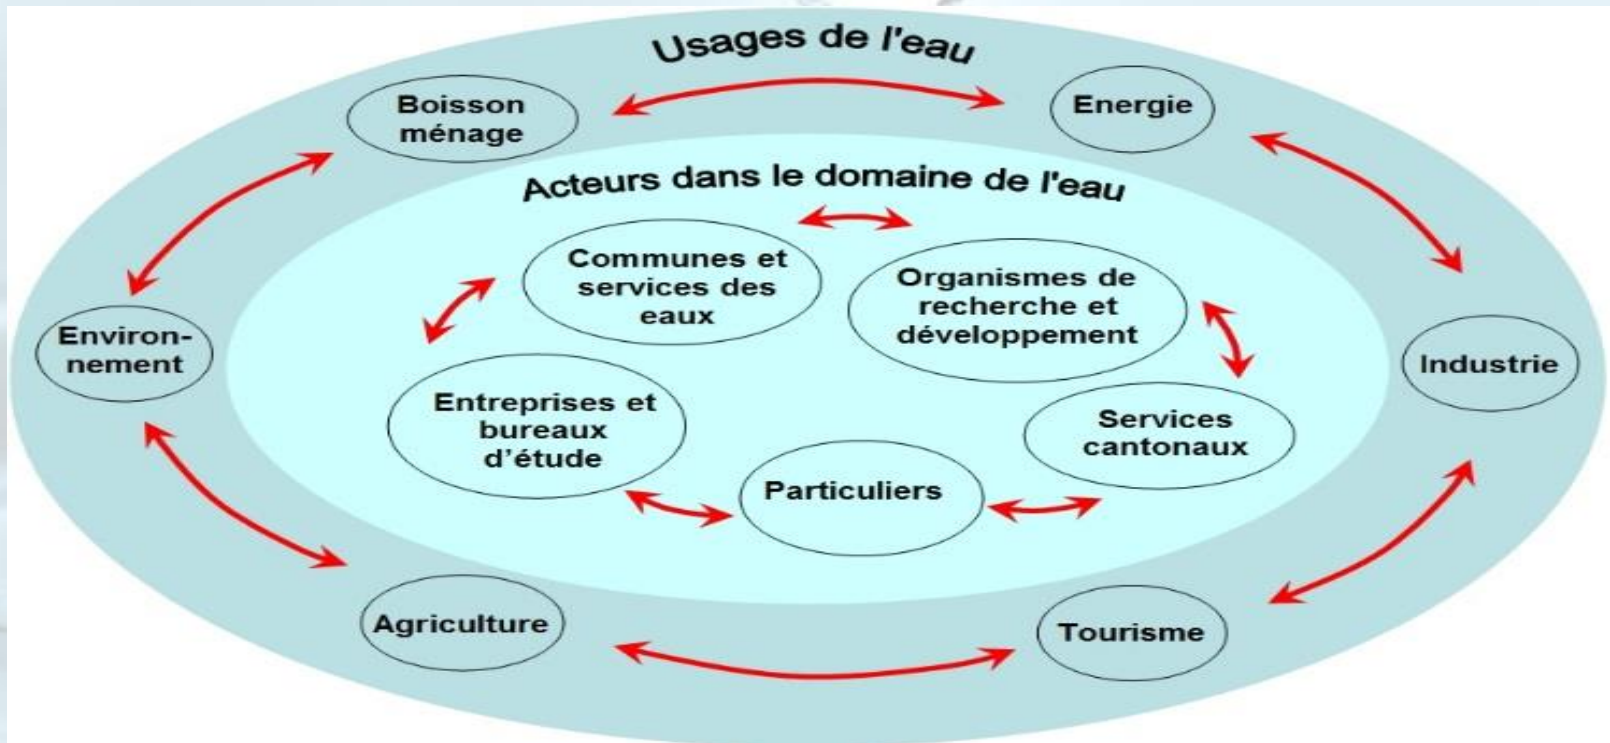 Usages de l'eau
Boisson
ménage
Energie
Acteurs dans le domaine de l'eau
Communes et
services des
eaux
Organismes de
recherche et
développement
Environ-
nement
Industrie
Entreprises et
bureaux
d’étude
Services
cantonaux
Particuliers
Agriculture
Tourisme